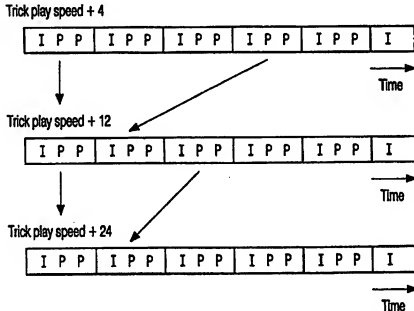 Trick play speed + 4
I P P I P P I P P I P P I P P I
Time
Trick play speed + 12
I P P I P P I P P I P P I P P I
Time
Trick play speed + 24
I P P I P P I P P I P P I P P I
Time